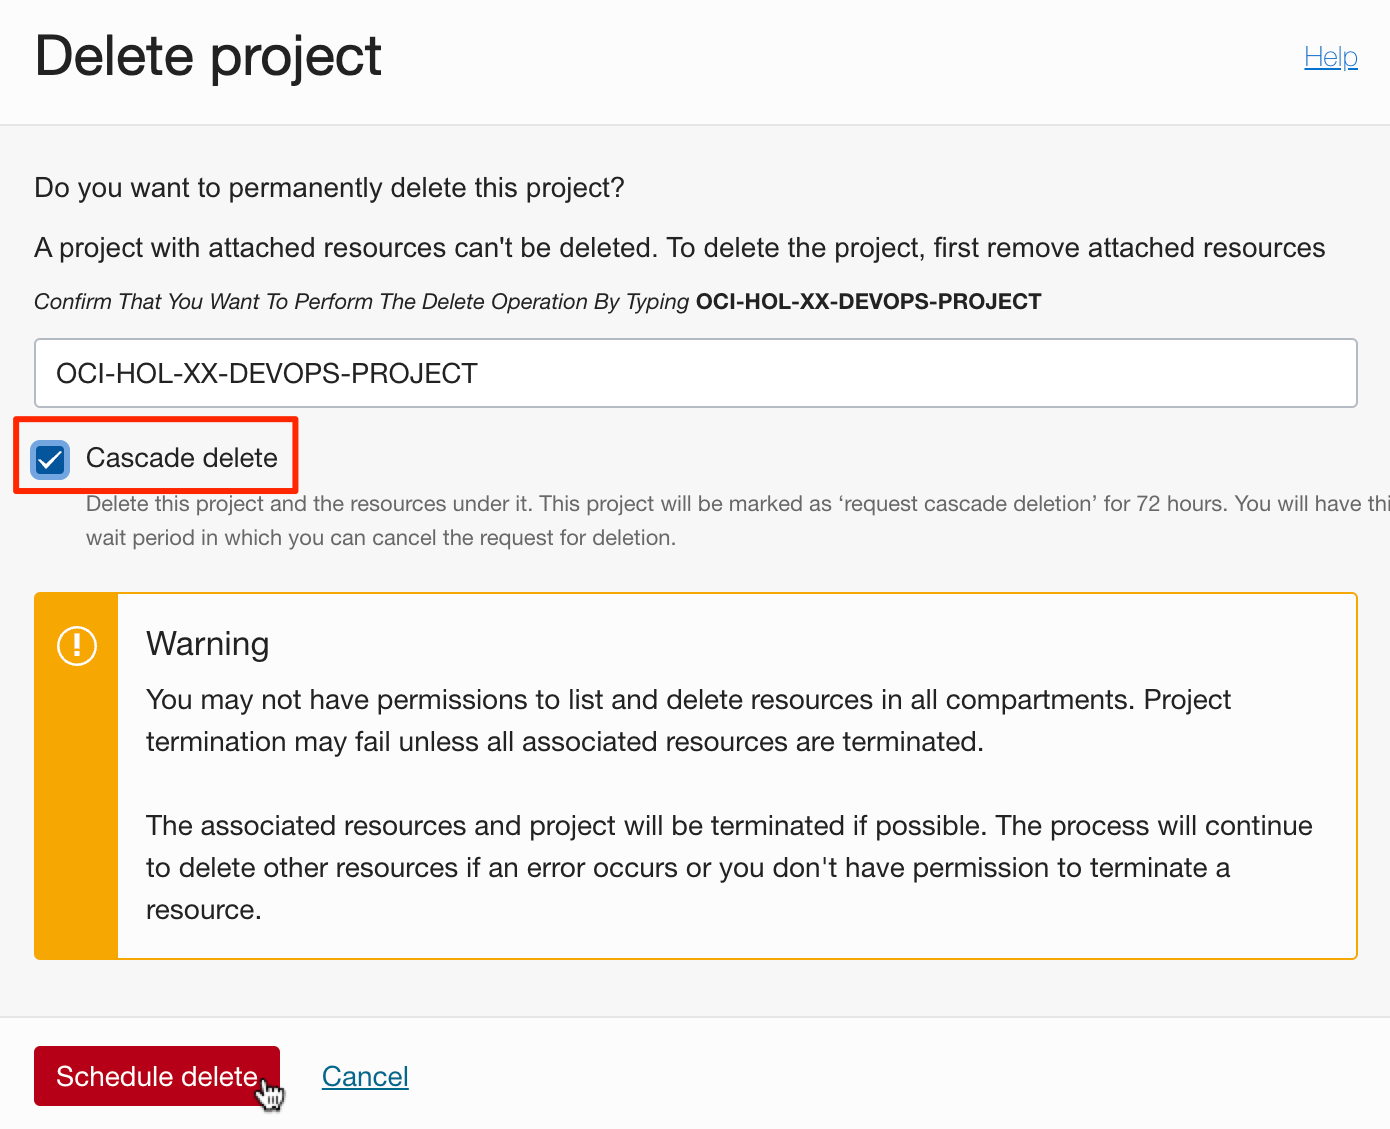 Delete project
Help
Do you want to permanently delete this project?
A project with attached resources can't be deleted. To delete the project, first remove attached resources
Confirm That You Want To Perform The Delete Operation By Typing OCI-HOL-XX-DEVOPS-PROJECT
OCI-HOL-XX-DEVOPS-PROJECT
Cascade delete
Delete this project and the resources under it. This project will be marked as ‘request cascade deletion’ for 72 hours. You will have
wait period in which you can cancel the request for deletion.
Warning
You may not have permissions to list and delete resources in all compartments. Project
termination may fail unless all associated resources are terminated.
The associated resources and project will be terminated if possible. The process will continue
to delete other resources if an error occurs or you don't have permission to terminate a
resource.
Schedule delete
Cancel